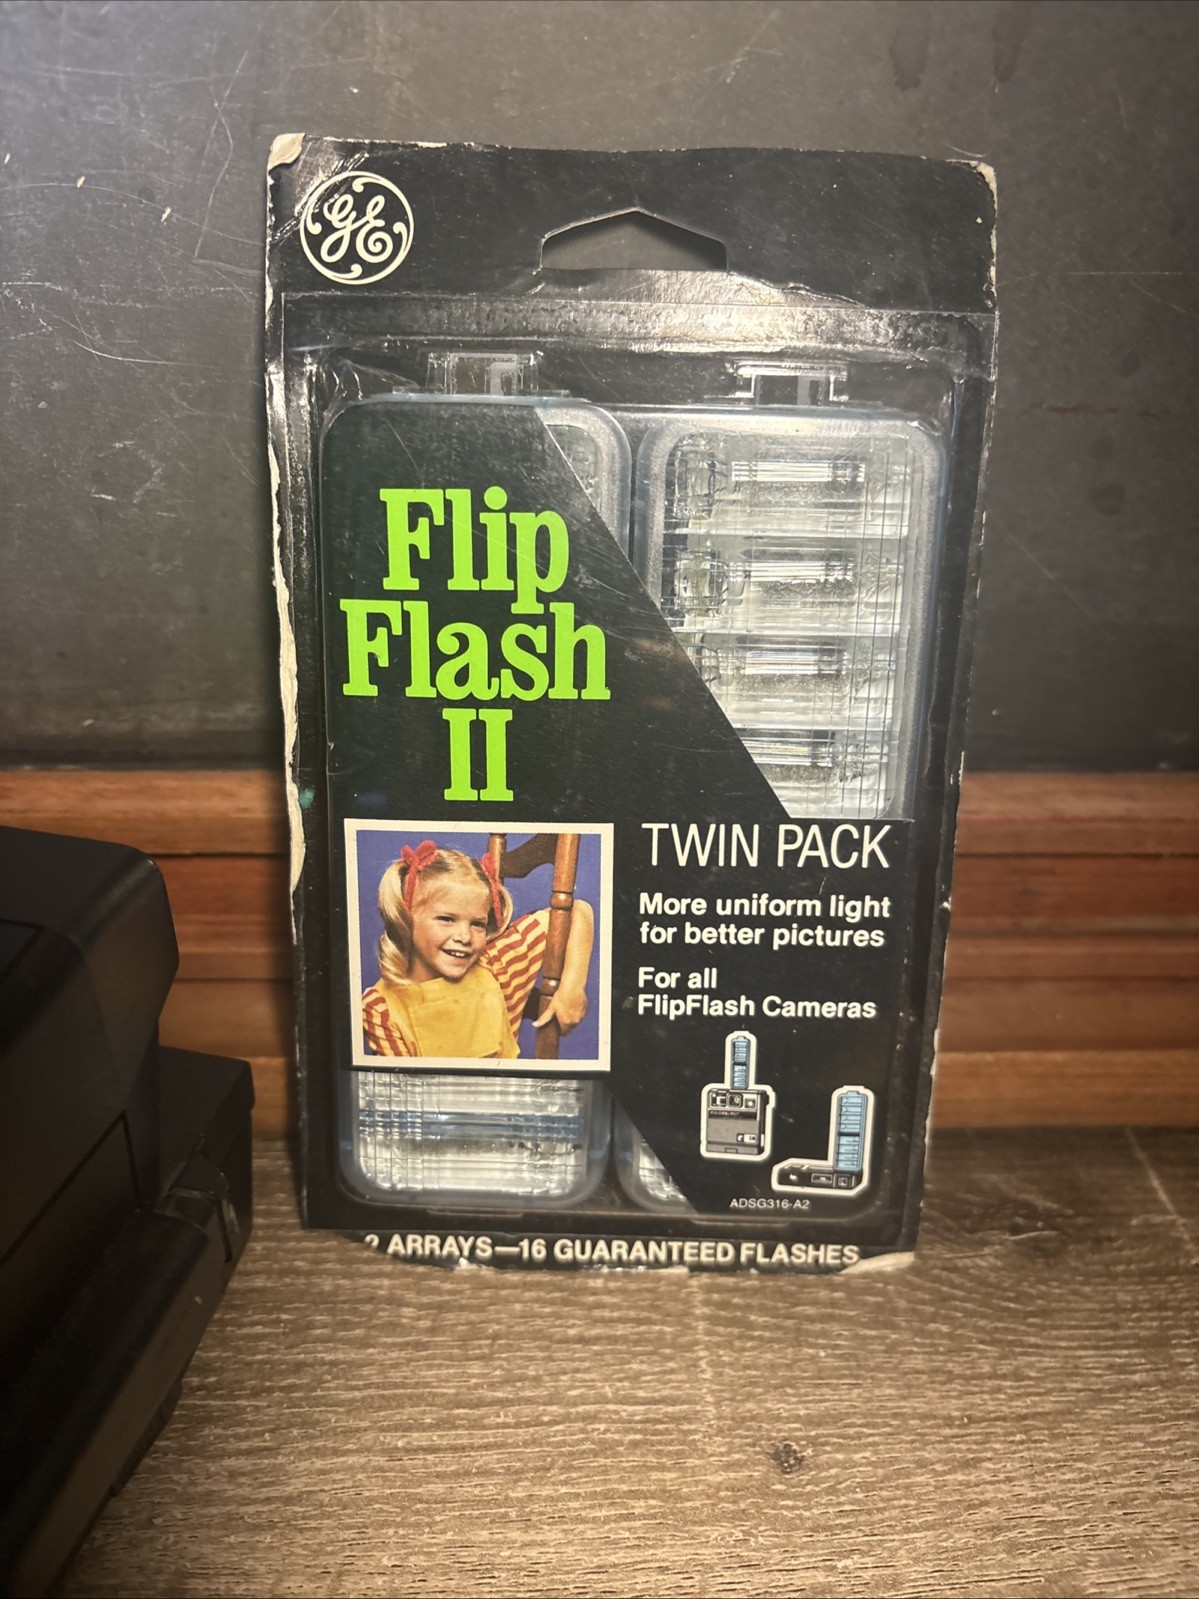 GE
Flip
Flash
II
TWIN PACK
More uniform light
for better pictures
For all
FlipFlash Cameras
ADSG316-A2
2 ARRAYS—16 GUARANTEED FLASHES